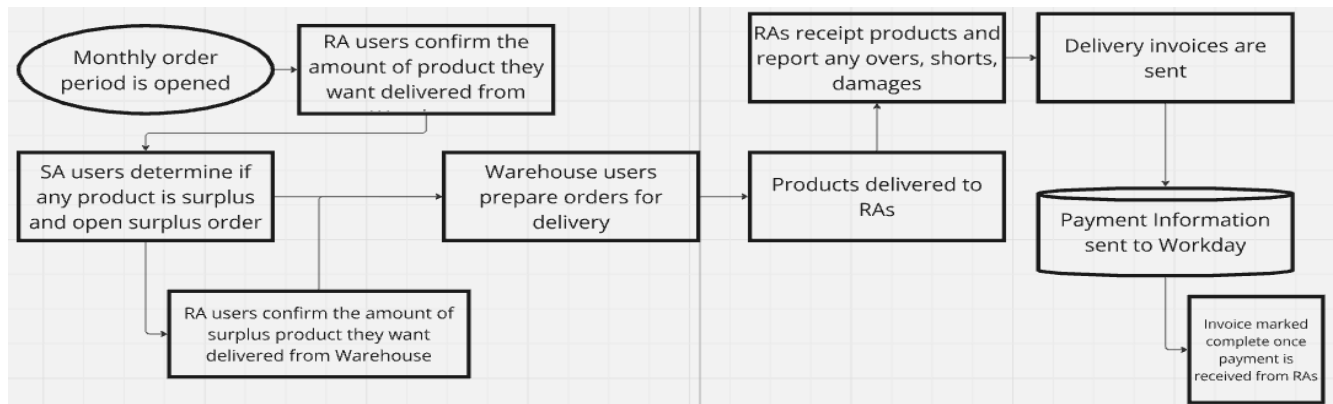 Monthly order
period is opened
RA users confirm the
amount of product they
want delivered from
SA users determine if
any product is surplus
and open surplus order
RA users confirm the amount of
surplus product they want
delivered from Warehouse
Warehouse users
prepare orders for
delivery
Products delivered to
RAs
RAs receipt products and
report any overs, shorts,
damages
Delivery invoices are
sent
Payment Information
sent to Workday
Invoice marked
complete once
payment is
received from RAs